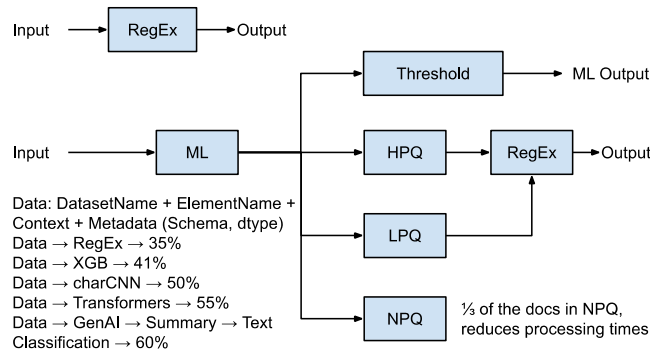 Input
RegEx
Output
Threshold
ML Output
Input
ML
HPQ
RegEx
Output
LPQ
NPQ
⅓ of the docs in NPQ,
reduces processing times
Data: DatasetName + ElementName +
Context + Metadata (Schema, dtype)
Data → RegEx → 35%
Data → XGB → 41%
Data → charCNN → 50%
Data → Transformers → 55%
Data → GenAI → Summary → Text
Classification → 60%